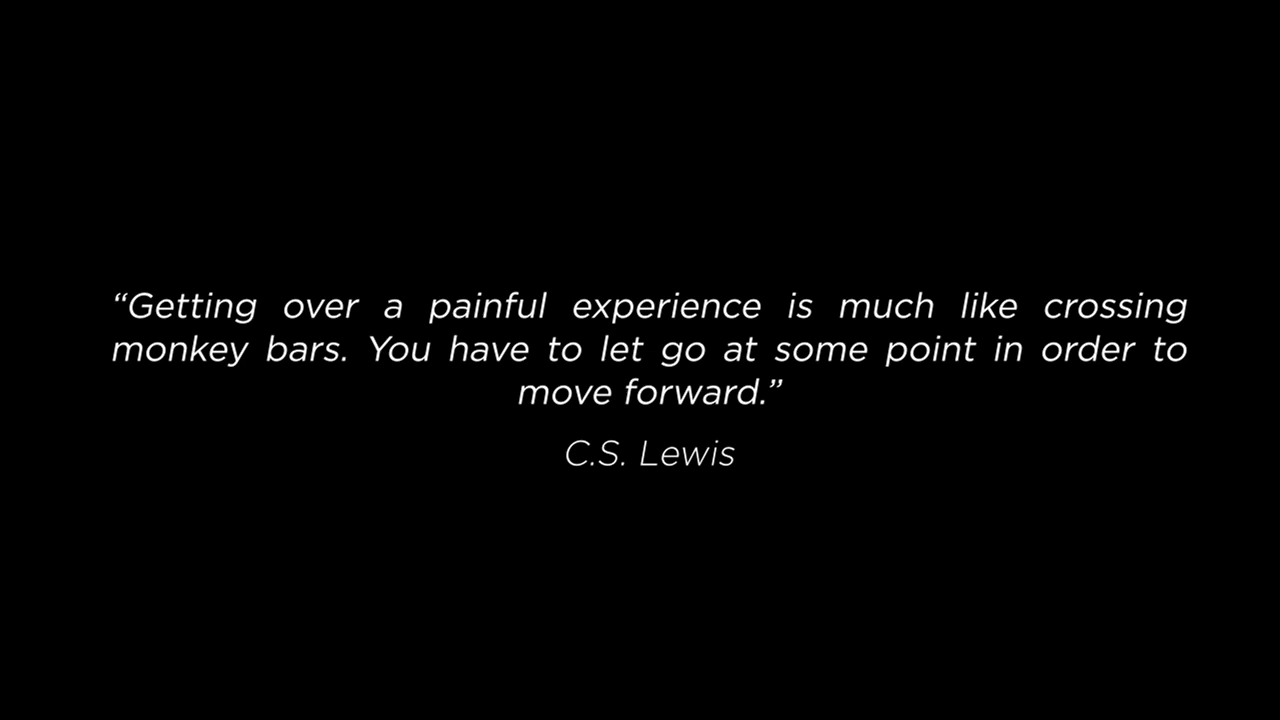 “Getting over a painful experience is much like crossing
monkey bars. You have to let go at some point in order to
move forward.”
C.S. Lewis